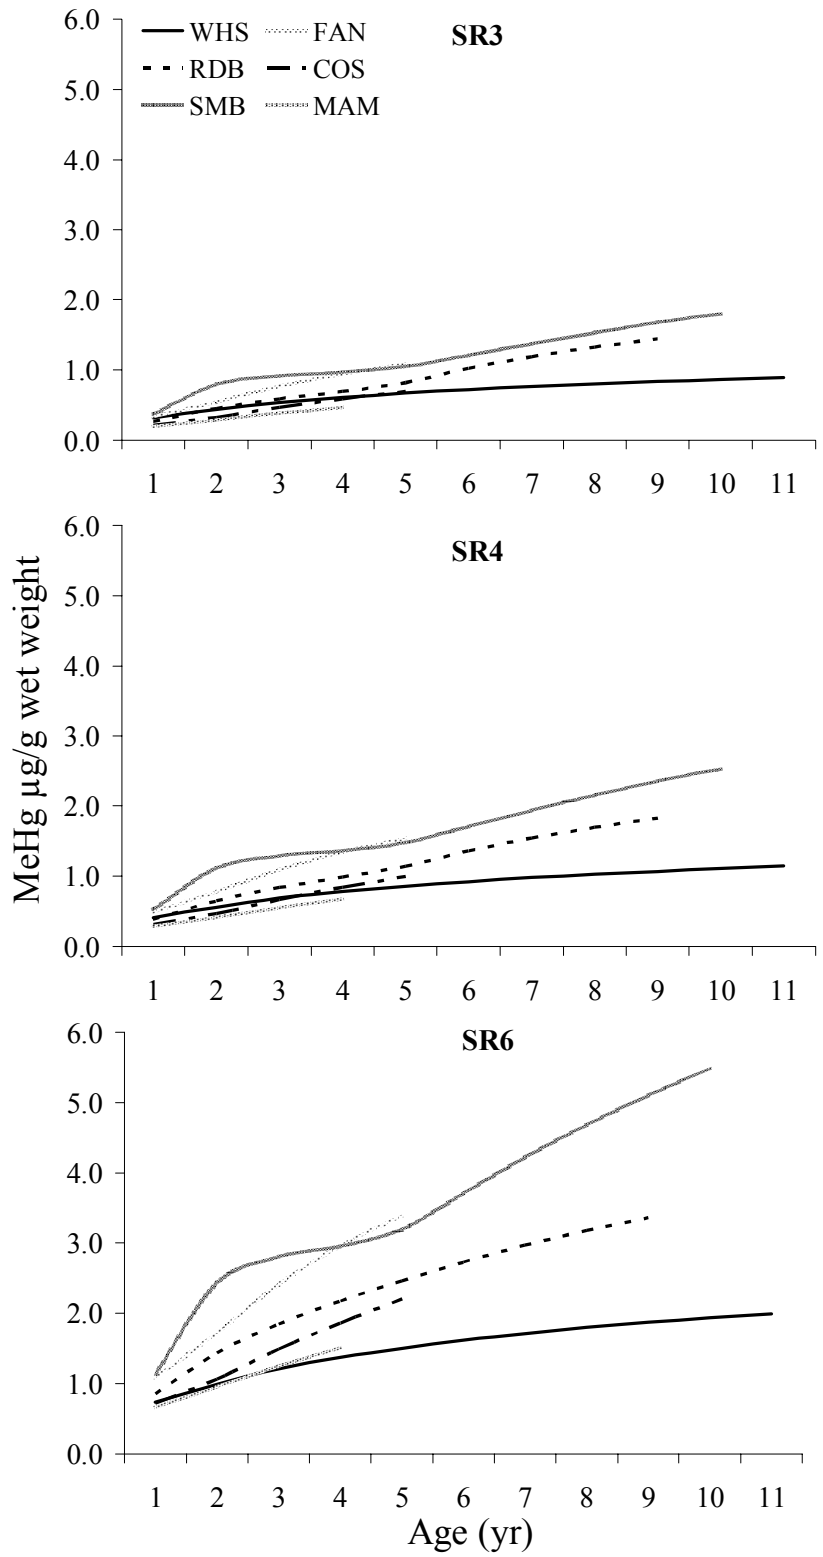 6.0
WHS FAN SR3
RDB COS
5.0
SMB MAM
4.0
3.0
2.0
1.0
0.0
1 2 3 4 5 6 7 8 9 10 11
6.0
SR4
5.0
4.0
3.0
2.0
1.0
0.0
1 2 3 4 5 6 7 8 9 10 11
MeHg µg/g wet weight
6.0
SR6
5.0
4.0
3.0
2.0
1.0
0.0
1 2 3 4 5 6 7 8 9 10 11
Age (yr)